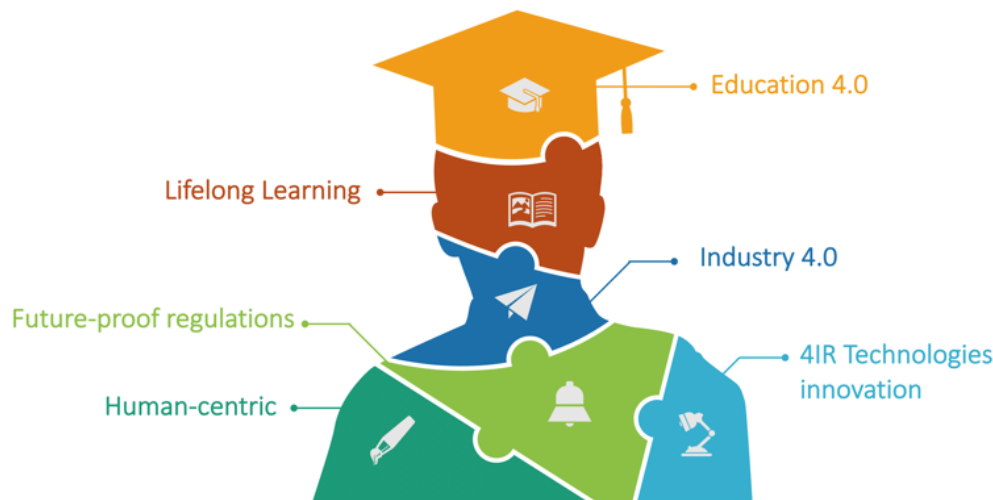 Education 4.0
Lifelong Learning
Industry 4.0
Future-proof regulations
4IR Technologies
innovation
Human-centric